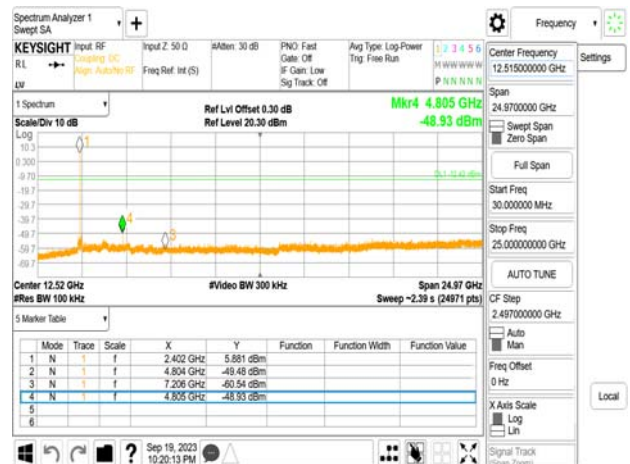 Spectrum Analyzer 1
Swept SA
Frequency
KEYSIGHT
RL
Input: RF
Coupling: DC
Align: Auto/No RF
Input Z: 50 Ω
Freq Ref: Int (S)
#Atten: 30 dB
PNO: Fast
Gate: Off
IF Gain: Low
Sig Track: Off
Avg Type: Log-Power
Trig: Free Run
1 2 3 4 5 6
M W W W W W
P N N N N N
1 Spectrum
Scale/Div 10 dB
Ref Lvl Offset 0.30 dB
Ref Level 20.30 dBm
Mkr4 4.805 GHz
-48.93 dBm
Log
10.3
0.300
-9.70
-19.7
-29.7
-39.7
-49.7
-59.7
-69.7
1
4
3
Center 12.52 GHz
#Res BW 100 kHz
#Video BW 300 kHz
Span 24.97 GHz
Sweep ~2.39 s (24971 pts)
5 Marker Table
Mode Trace Scale X Y Function Function Width Function Value
1 N 1 f 2.402 GHz 5.881 dBm
2 N 1 f 4.804 GHz -49.48 dBm
3 N 1 f 7.206 GHz -60.54 dBm
4 N 1 f 4.805 GHz -48.93 dBm
5
6
Sep 19, 2023
10:20:13 PM
Center Frequency
12.515000000 GHz
Settings
Span
24.9700000 GHz
Swept Span
Zero Span
Full Span
Start Freq
30.000000 MHz
Stop Freq
25.000000000 GHz
AUTO TUNE
CF Step
2.497000000 GHz
Auto
Man
Freq Offset
0 Hz
X Axis Scale
Log
Lin
Local
Signal Track
(Span Zoom)